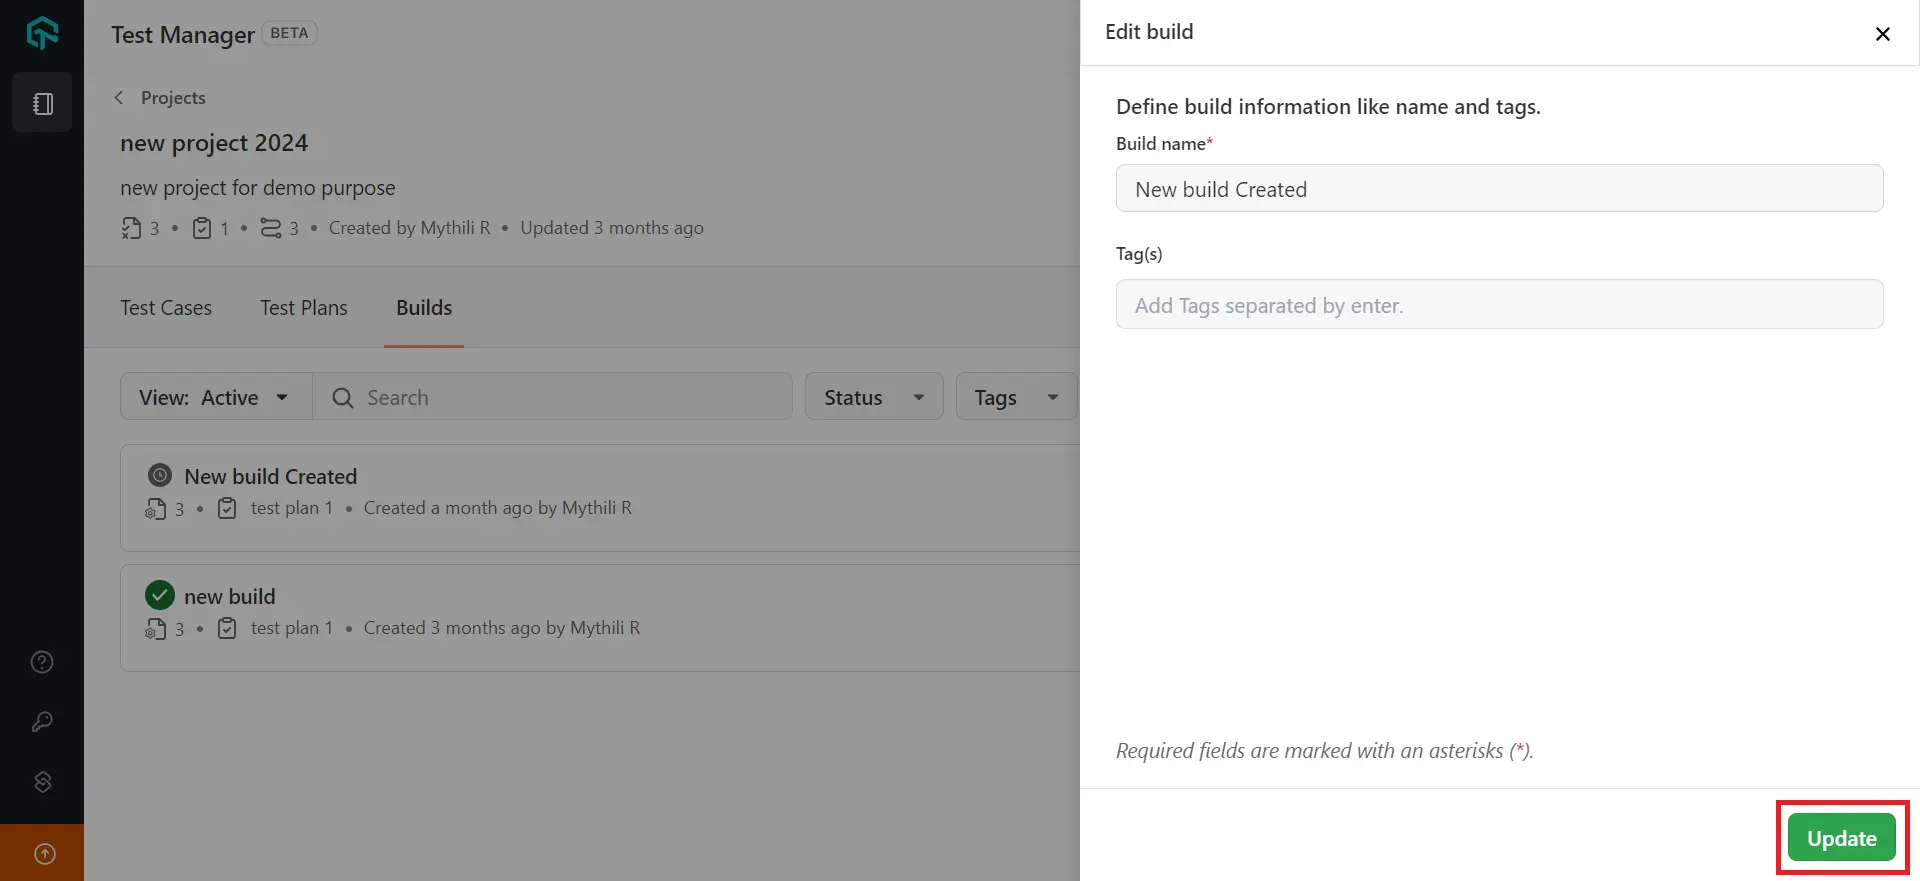 Test Manager BETA
Projects
new project 2024
new project for demo purpose
3 • 1 • 3 • Created by Mythili R • Updated 3 months ago
Test Cases Test Plans Builds
View: Active Search Status Tags
New build Created
3 • test plan 1 • Created a month ago by Mythili R
new build
3 • test plan 1 • Created 3 months ago by Mythili R
Edit build
Define build information like name and tags.
Build name*
New build Created
Tag(s)
Add Tags separated by enter.
Required fields are marked with an asterisks (*).
Update